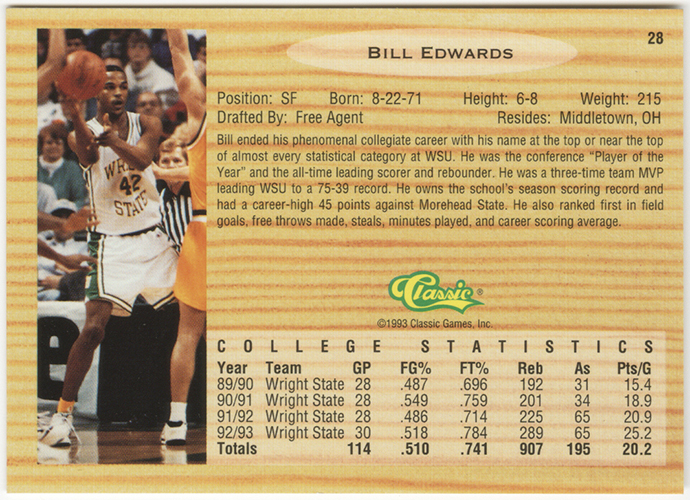 28
BILL EDWARDS
Position: SF Born: 8-22-71 Height: 6-8 Weight: 215
Drafted By: Free Agent Resides: Middletown, OH
Bill ended his phenomenal collegiate career with his name at the top or near the top
of almost every statistical category at WSU. He was the conference "Player of the
Year" and the all-time leading scorer and rebounder. He was a three-time team MVP
leading WSU to a 75-39 record. He owns the school's season scoring record and
had a career-high 45 points against Morehead State. He also ranked first in field
goals, free throws made, steals, minutes played, and career scoring average.
WRIGHT
42
STATE
Classic®
©1993 Classic Games, Inc.
COLLEGE STATISTICS
Year Team GP FG% FT% Reb As Pts/G
89/90 Wright State 28 .487 .696 192 31 15.4
90/91 Wright State 28 .549 .759 201 34 18.9
91/92 Wright State 28 .486 .714 225 65 20.9
92/93 Wright State 30 .518 .784 289 65 25.2
Totals 114 .510 .741 907 195 20.2